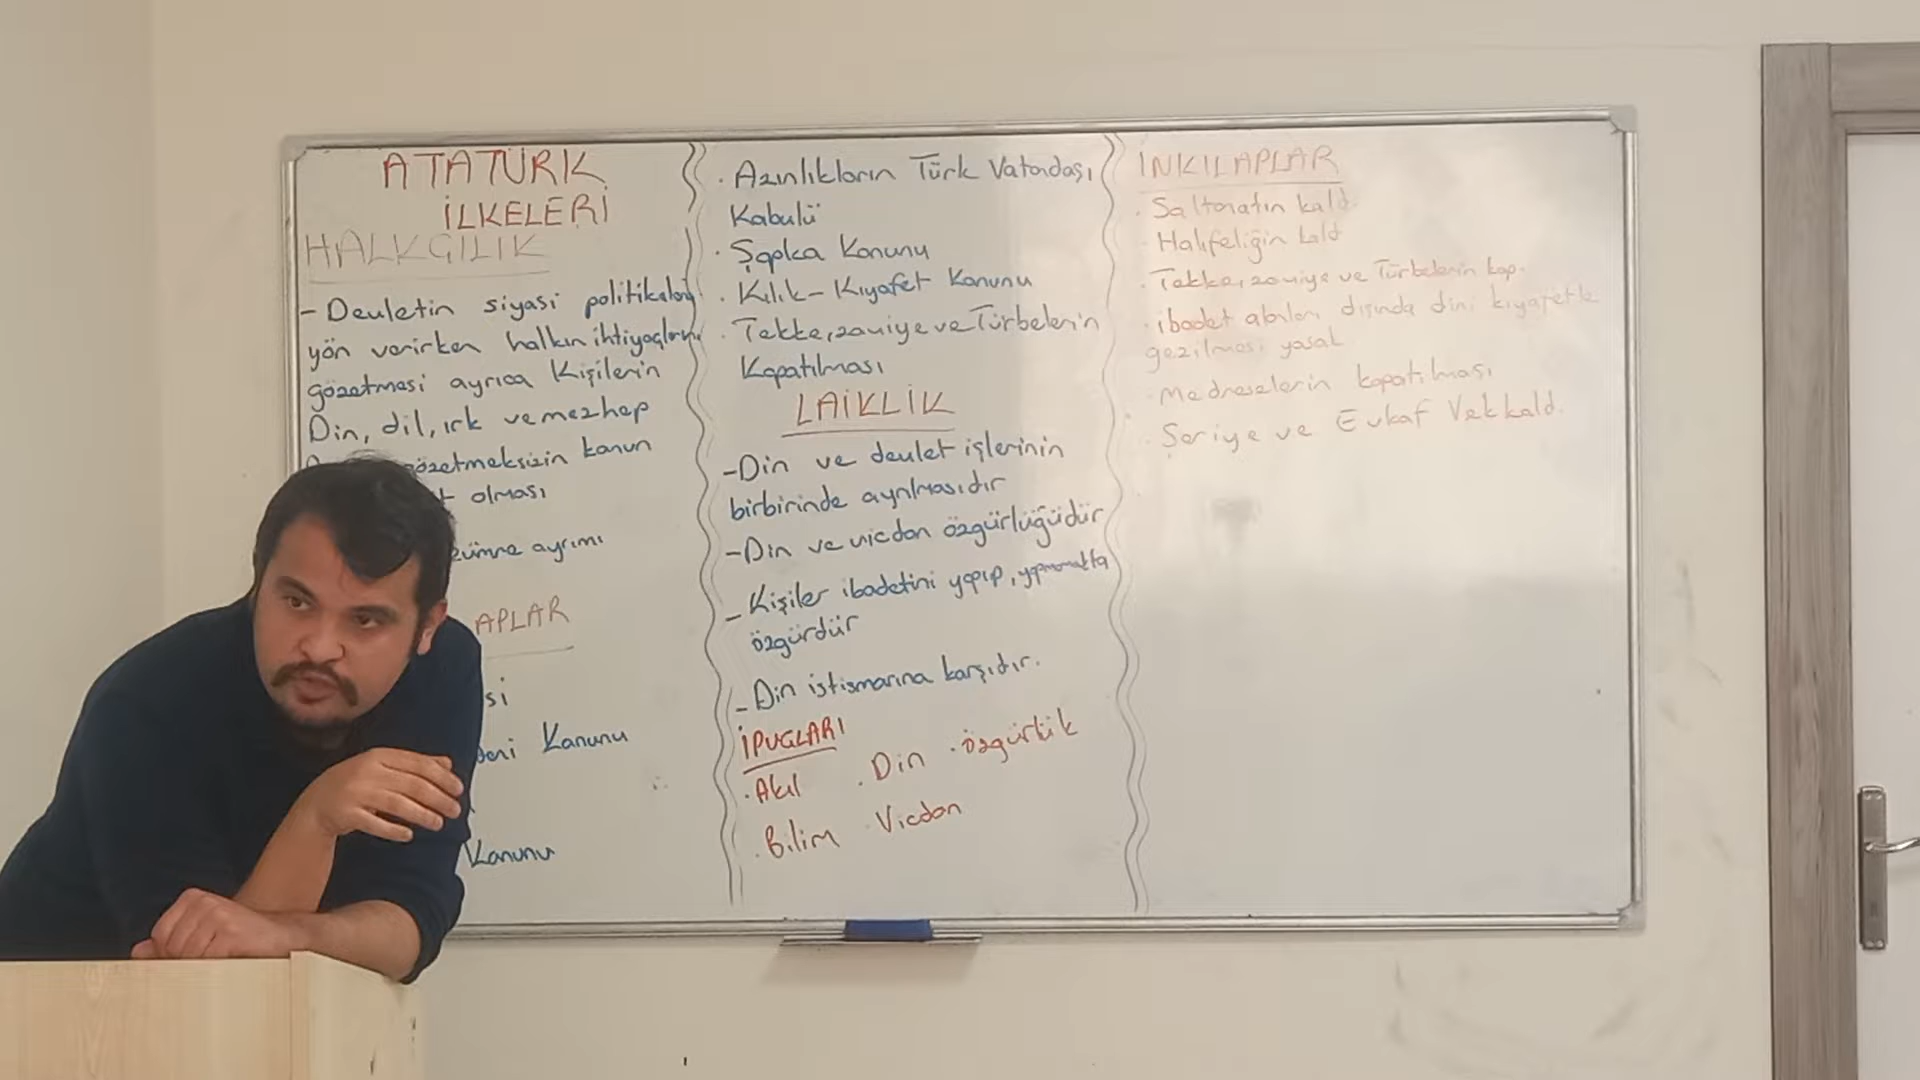 ATATÜRK
İLKELERİ
HALKÇILIK
- Devletin siyasi politikaları
yön verirken halkın ihtiyaçlarını
gözetmesi ayrıca kişilerin
Din, dil, ırk ve mezhep
gözetmeksizin kanun
olması
zümre ayrımı
APLAR
si
Kanunu
Kanunu
· Azınlıkların Türk Vatandaşı
Kabulü
· Şapka Kanunu
· Kılık-Kıyafet Kanunu
· Tekke, zaviye ve Türbelerin
Kapatılması
LAİKLİK
-Din ve devlet işlerinin
birbirinde ayrılmasıdır
-Din ve vicdan özgürlüğüdür
- Kişiler ibadetini yapıp, yapmamakta
özgürdür
- Din istismarına karşıdır.
İPUÇLARI
· Akıl · Din · özgürlük
· Bilim · Vicdan
İNKILAPLAR
· Saltanatın kald.
· Halifeliğin kald
· Tekke, zaviye ve Türbelerin kap.
· ibadet alanları dışında dini kıyafetle
gezilmesi yasak
· Medreselerin kapatılması
· Şeriye ve Evkaf Vek kald.